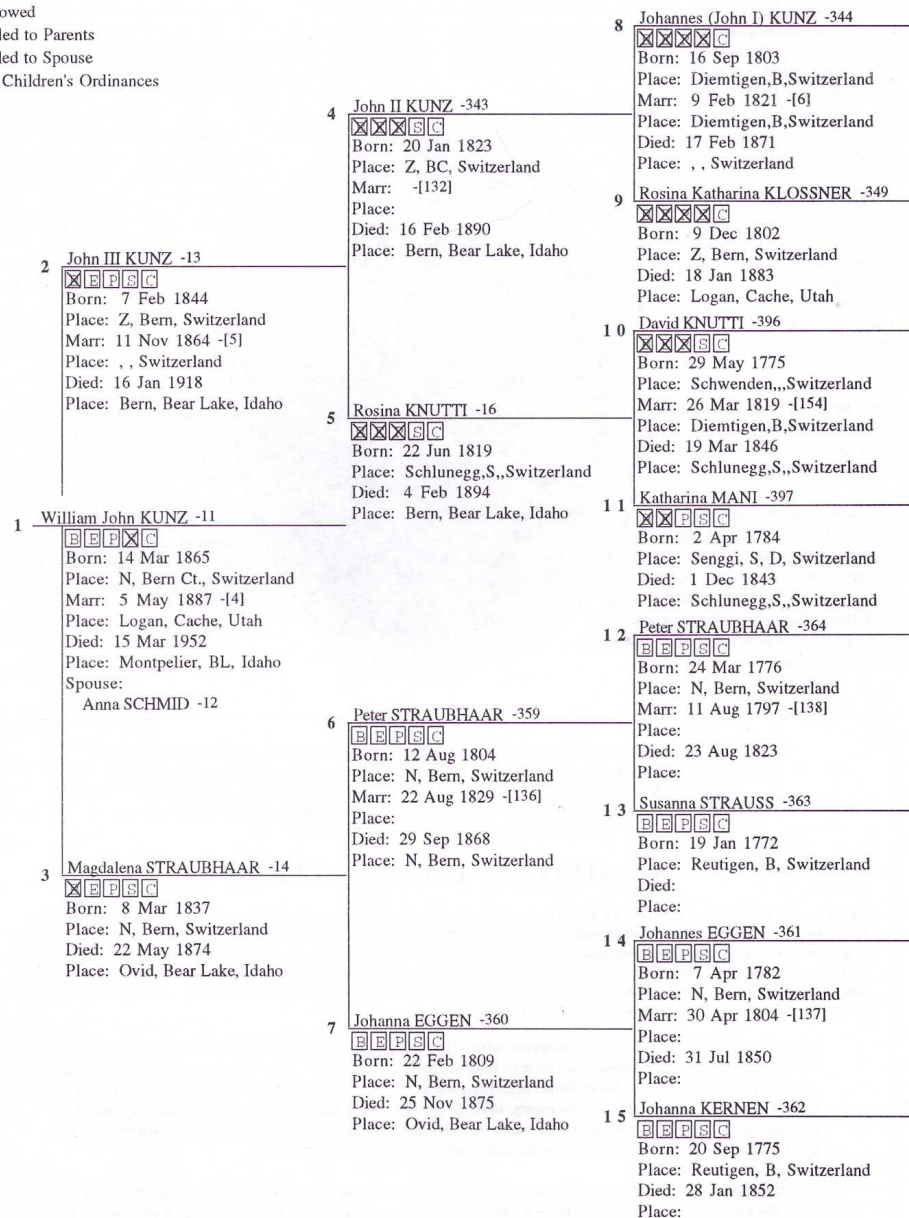 owed
led to Parents
led to Spouse
Children's Ordinances
8 Johannes (John I) KUNZ -344
C
Born: 16 Sep 1803
Place: Diemtigen,B,Switzerland
Marr: 9 Feb 1821 -[6]
Place: Diemtigen,B,Switzerland
Died: 17 Feb 1871
Place: , , Switzerland
4 John II KUNZ -343
S C
Born: 20 Jan 1823
Place: Z, BC, Switzerland
Marr: -[132]
Place:
Died: 16 Feb 1890
Place: Bern, Bear Lake, Idaho
9 Rosina Katharina KLOSSNER -349
C
Born: 9 Dec 1802
Place: Z, Bern, Switzerland
Died: 18 Jan 1883
Place: Logan, Cache, Utah
2 John III KUNZ -13
E P S C
Born: 7 Feb 1844
Place: Z, Bern, Switzerland
Marr: 11 Nov 1864 -[5]
Place: , , Switzerland
Died: 16 Jan 1918
Place: Bern, Bear Lake, Idaho
10 David KNUTTI -396
S C
Born: 29 May 1775
Place: Schwenden,,,Switzerland
Marr: 26 Mar 1819 -[154]
Place: Diemtigen,B,Switzerland
Died: 19 Mar 1846
Place: Schlunegg,S,,Switzerland
5 Rosina KNUTTI -16
S C
Born: 22 Jun 1819
Place: Schlunegg,S,,Switzerland
Died: 4 Feb 1894
Place: Bern, Bear Lake, Idaho
11 Katharina MANI -397
P S C
Born: 2 Apr 1784
Place: Senggi, S, D, Switzerland
Died: 1 Dec 1843
Place: Schlunegg,S,,Switzerland
1 William John KUNZ -11
B E P C
Born: 14 Mar 1865
Place: N, Bern Ct., Switzerland
Marr: 5 May 1887 -[4]
Place: Logan, Cache, Utah
Died: 15 Mar 1952
Place: Montpelier, BL, Idaho
Spouse:
Anna SCHMID -12
12 Peter STRAUBHAAR -364
B E P S C
Born: 24 Mar 1776
Place: N, Bern, Switzerland
Marr: 11 Aug 1797 -[138]
Place:
Died: 23 Aug 1823
Place:
6 Peter STRAUBHAAR -359
B E P S C
Born: 12 Aug 1804
Place: N, Bern, Switzerland
Marr: 22 Aug 1829 -[136]
Place:
Died: 29 Sep 1868
Place: N, Bern, Switzerland
13 Susanna STRAUSS -363
B E P S C
Born: 19 Jan 1772
Place: Reutigen, B, Switzerland
Died:
Place:
3 Magdalena STRAUBHAAR -14
E P S C
Born: 8 Mar 1837
Place: N, Bern, Switzerland
Died: 22 May 1874
Place: Ovid, Bear Lake, Idaho
14 Johannes EGGEN -361
B E P S C
Born: 7 Apr 1782
Place: N, Bern, Switzerland
Marr: 30 Apr 1804 -[137]
Place:
Died: 31 Jul 1850
Place:
7 Johanna EGGEN -360
B E P S C
Born: 22 Feb 1809
Place: N, Bern, Switzerland
Died: 25 Nov 1875
Place: Ovid, Bear Lake, Idaho
15 Johanna KERNEN -362
B E P S C
Born: 20 Sep 1775
Place: Reutigen, B, Switzerland
Died: 28 Jan 1852
Place: